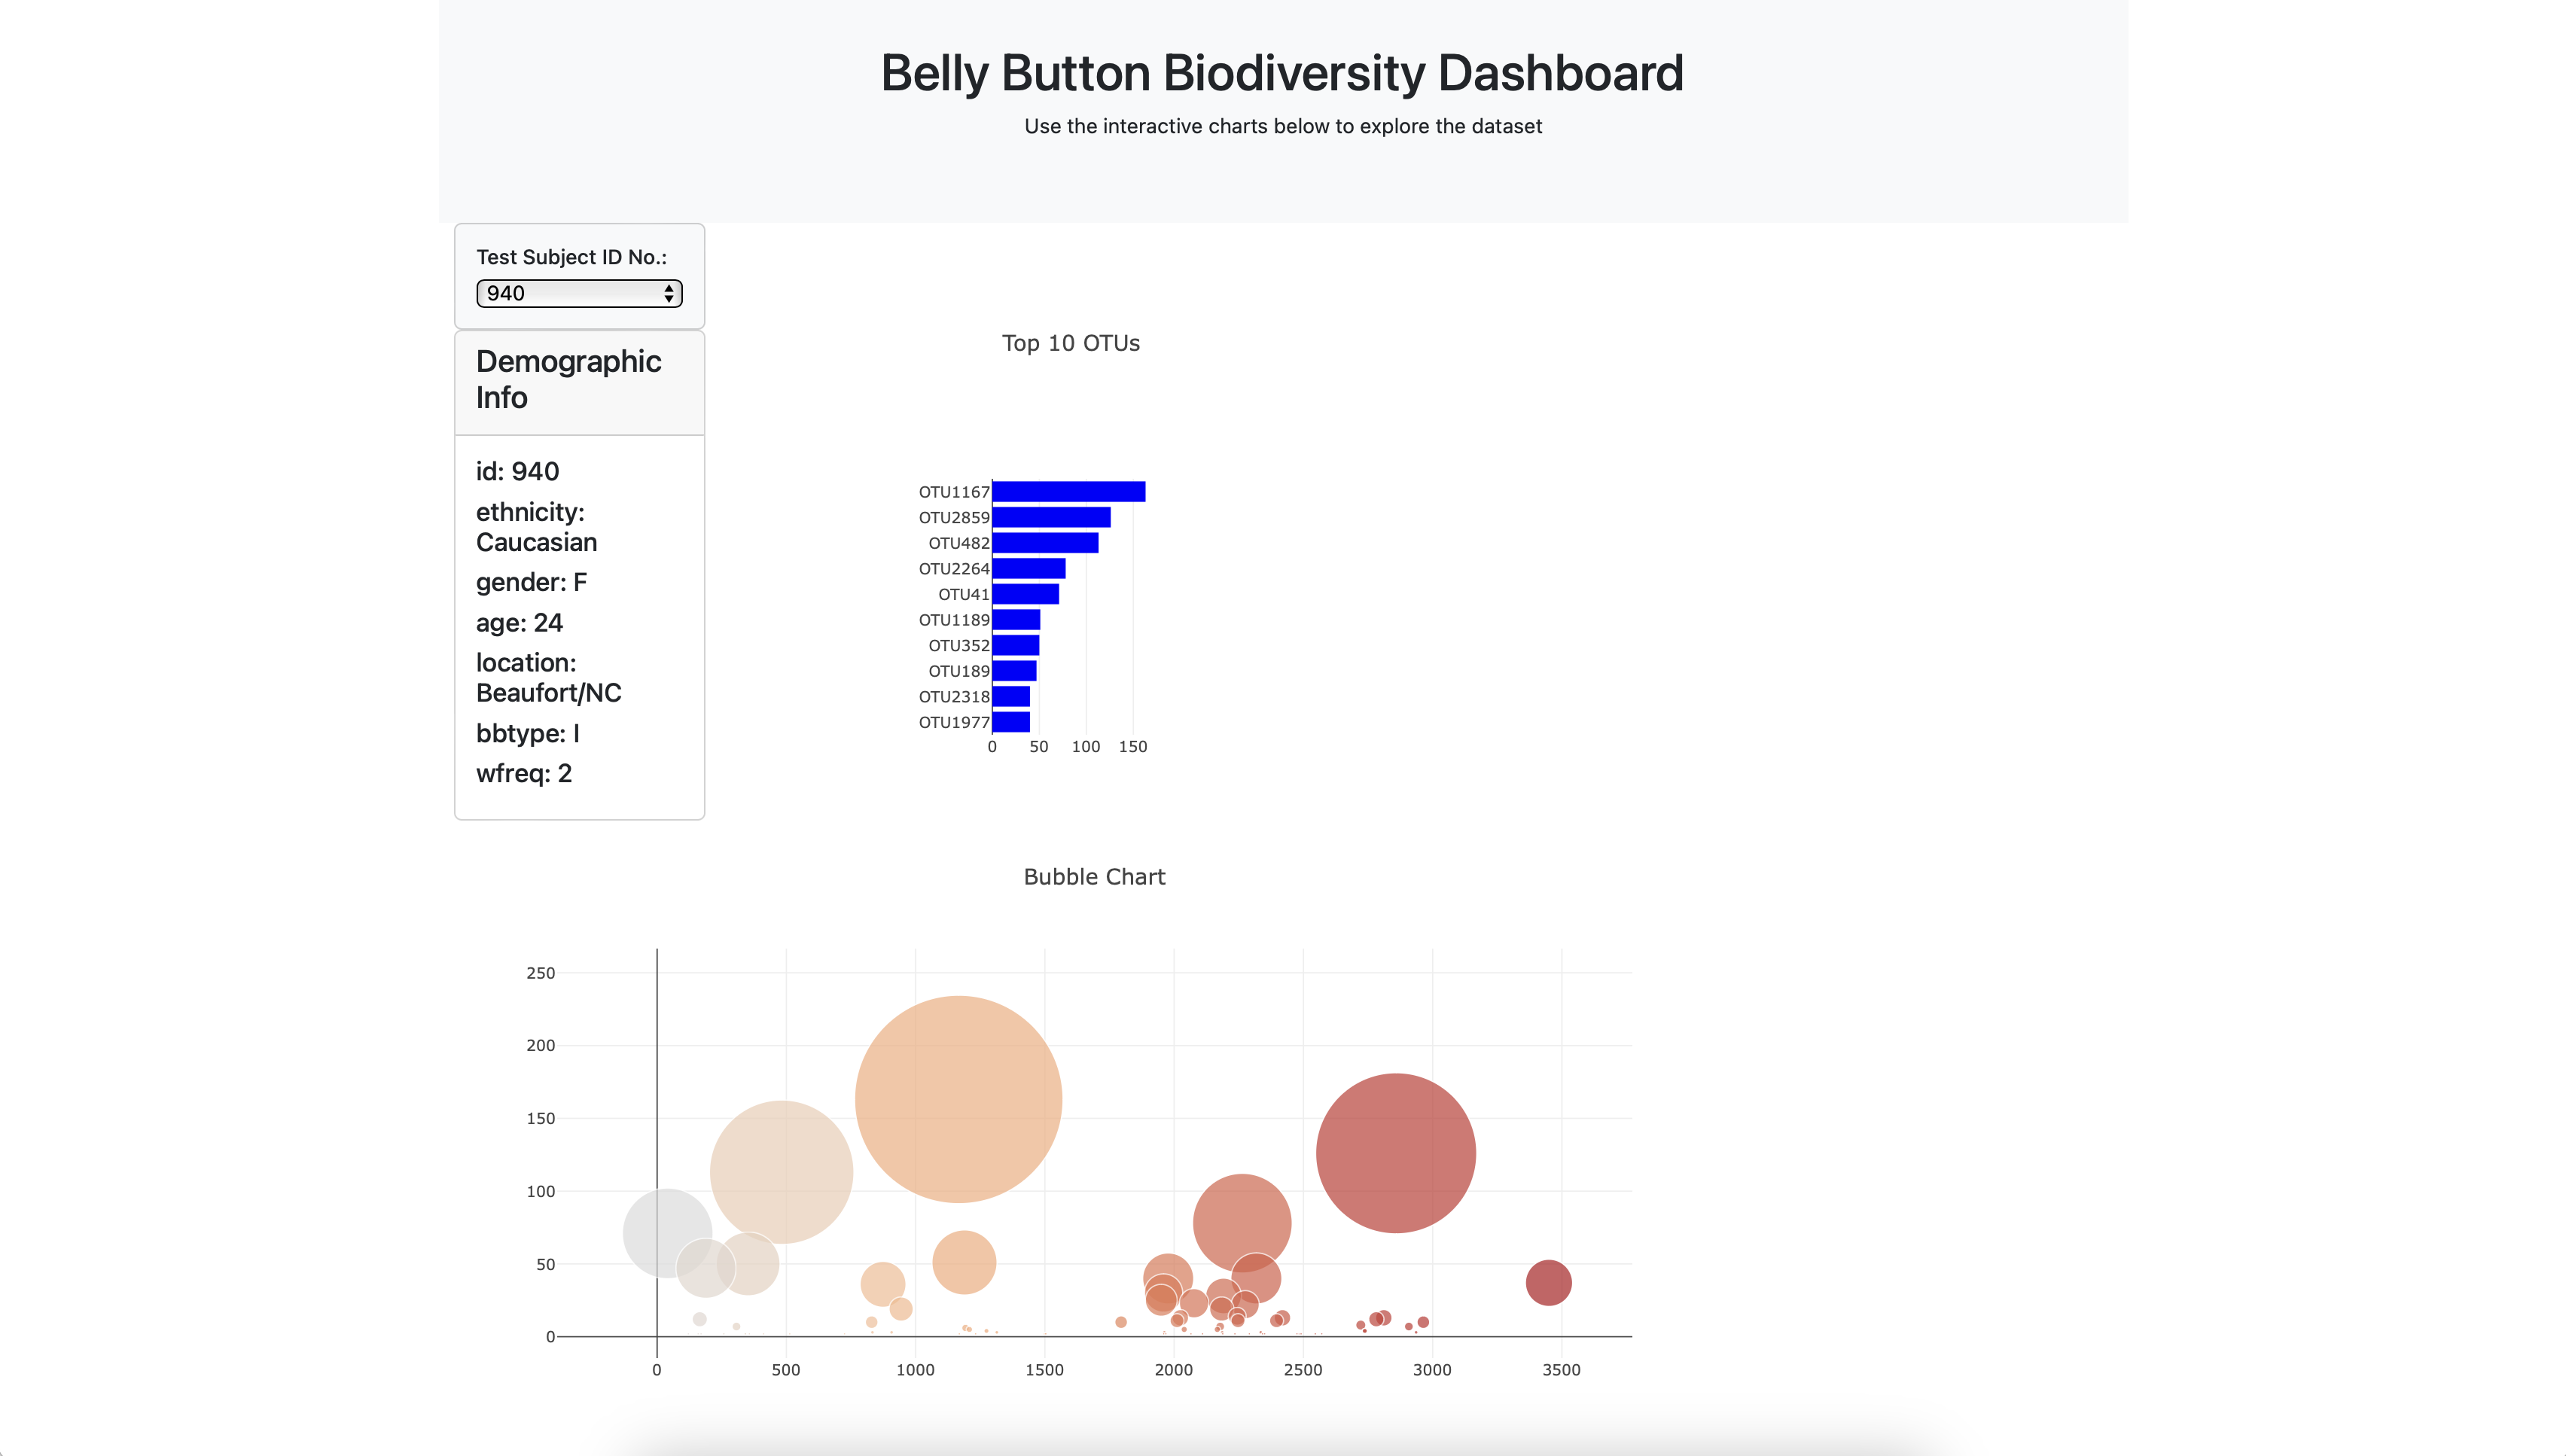 Belly Button Biodiversity Dashboard
Use the interactive charts below to explore the dataset
Test Subject ID No.:
940
Demographic
Info
id: 940
ethnicity:
Caucasian
gender: F
age: 24
location:
Beaufort/NC
bbtype: I
wfreq: 2
Top 10 OTUs
OTU1167
OTU2859
OTU482
OTU2264
OTU41
OTU1189
OTU352
OTU189
OTU2318
OTU1977
0 50 100 150
Bubble Chart
250
200
150
100
50
0
0 500 1000 1500 2000 2500 3000 3500